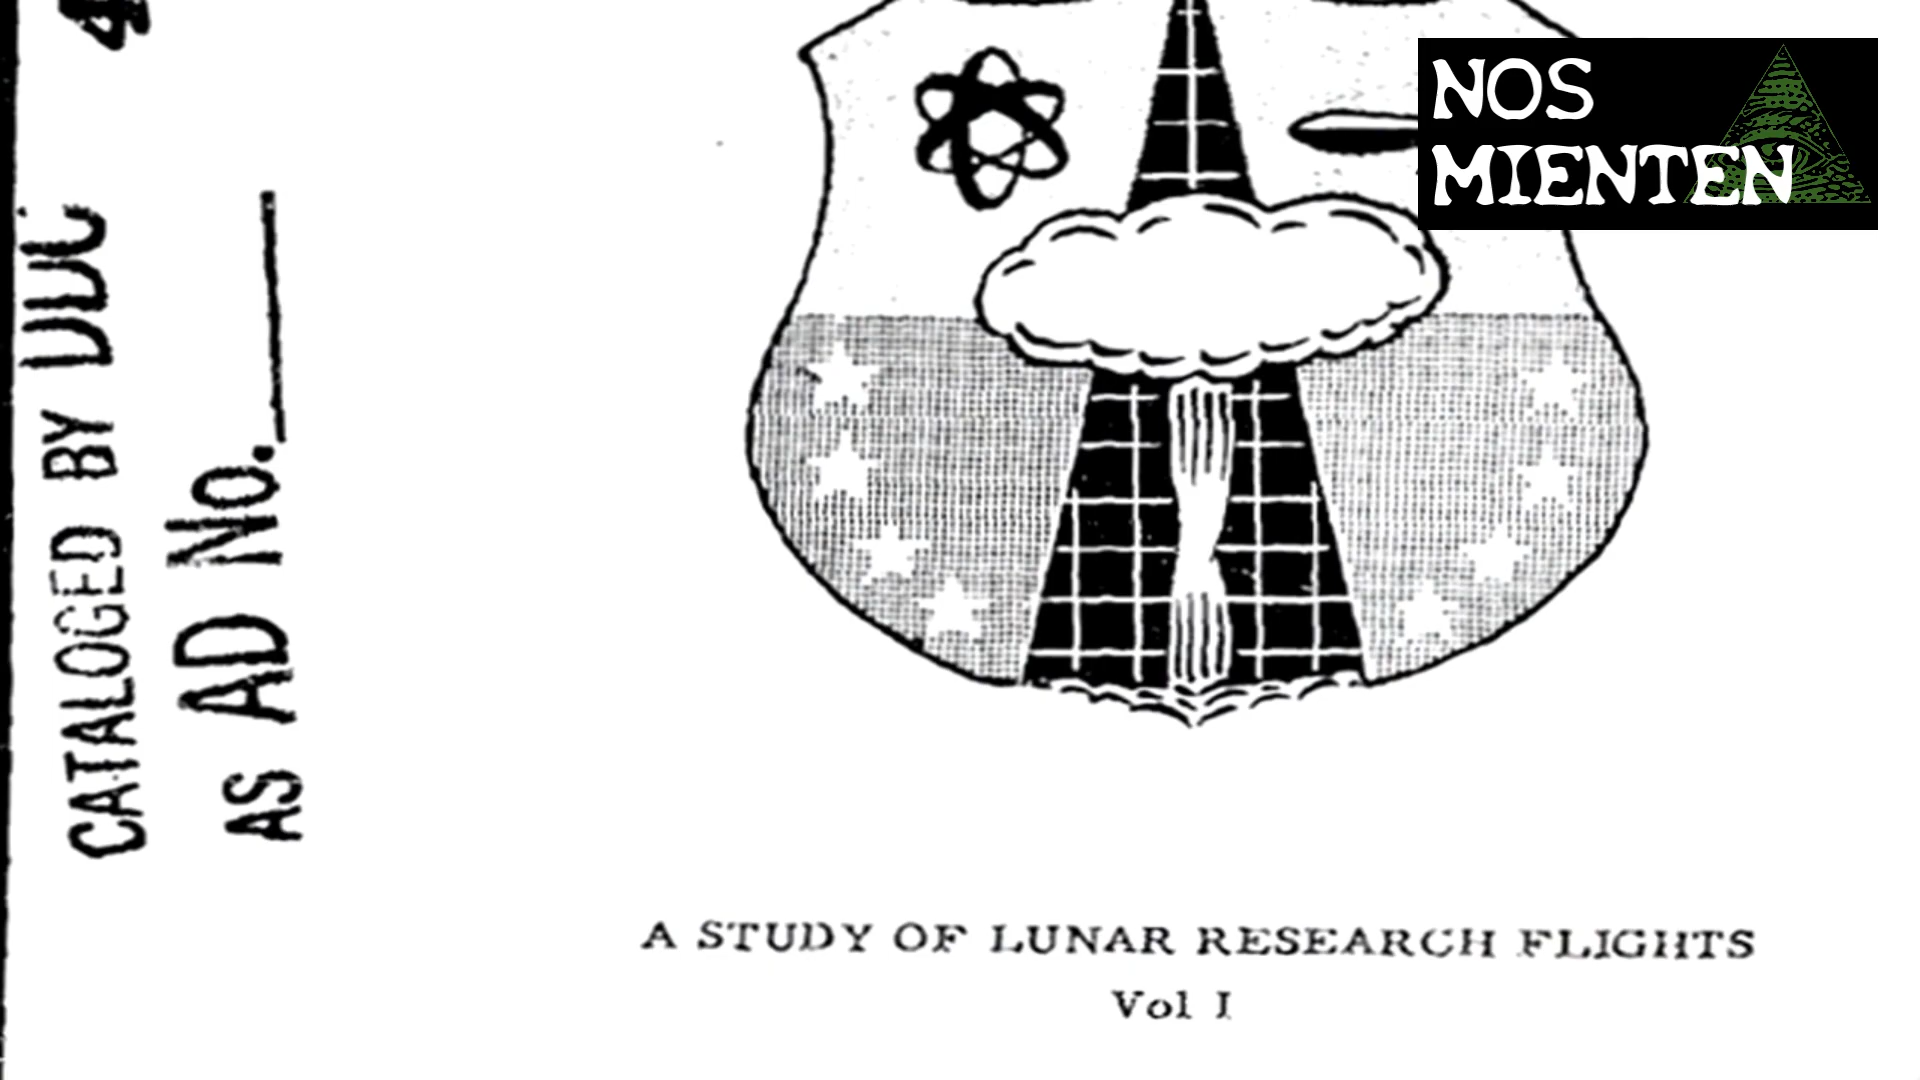 CATALOGED BY DDC
AS AD No.
NOS
MIENTEN
A STUDY OF LUNAR RESEARCH FLIGHTS
Vol I